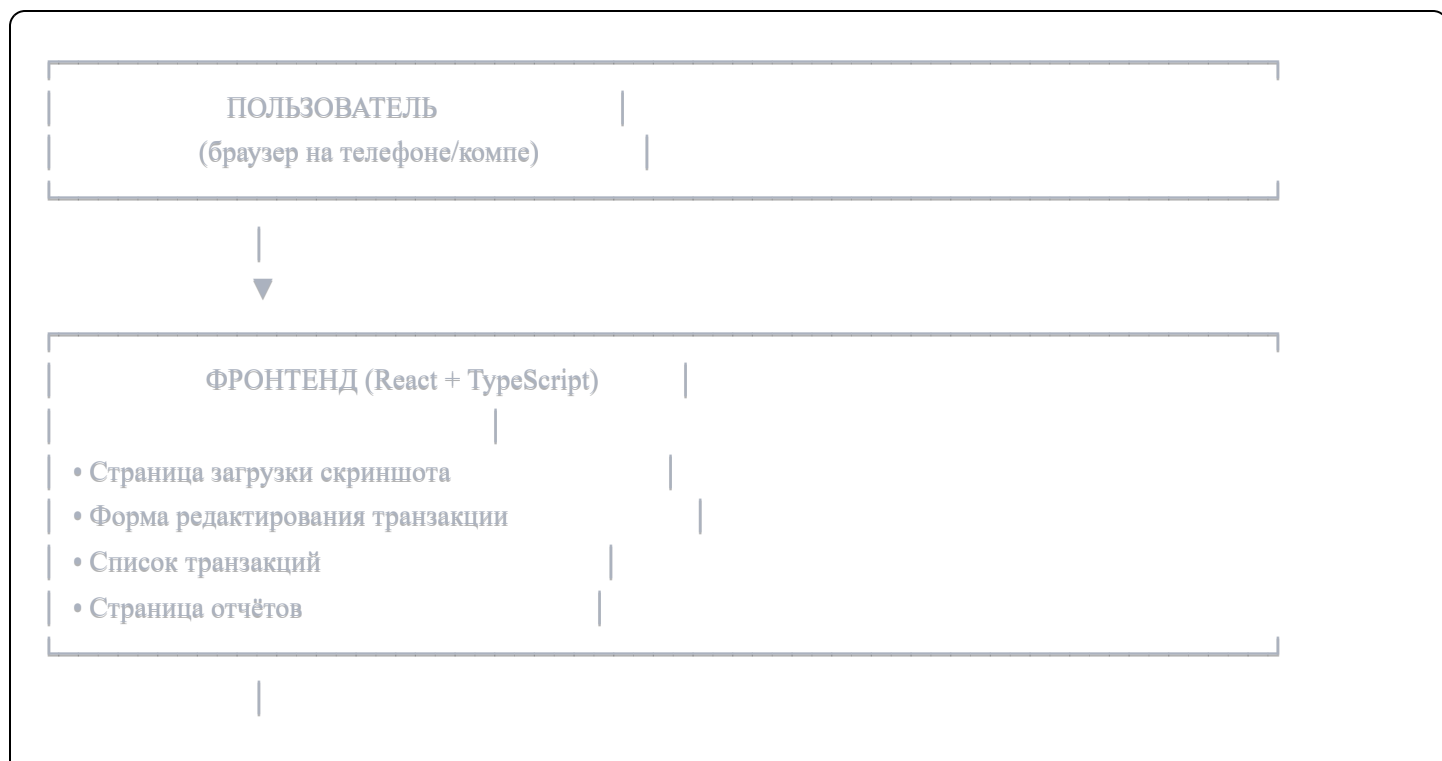 ПОЛЬЗОВАТЕЛЬ
(браузер на телефоне/компе)
ФРОНТЕНД (React + TypeScript)
• Страница загрузки скриншота
• Форма редактирования транзакции
• Список транзакций
• Страница отчётов